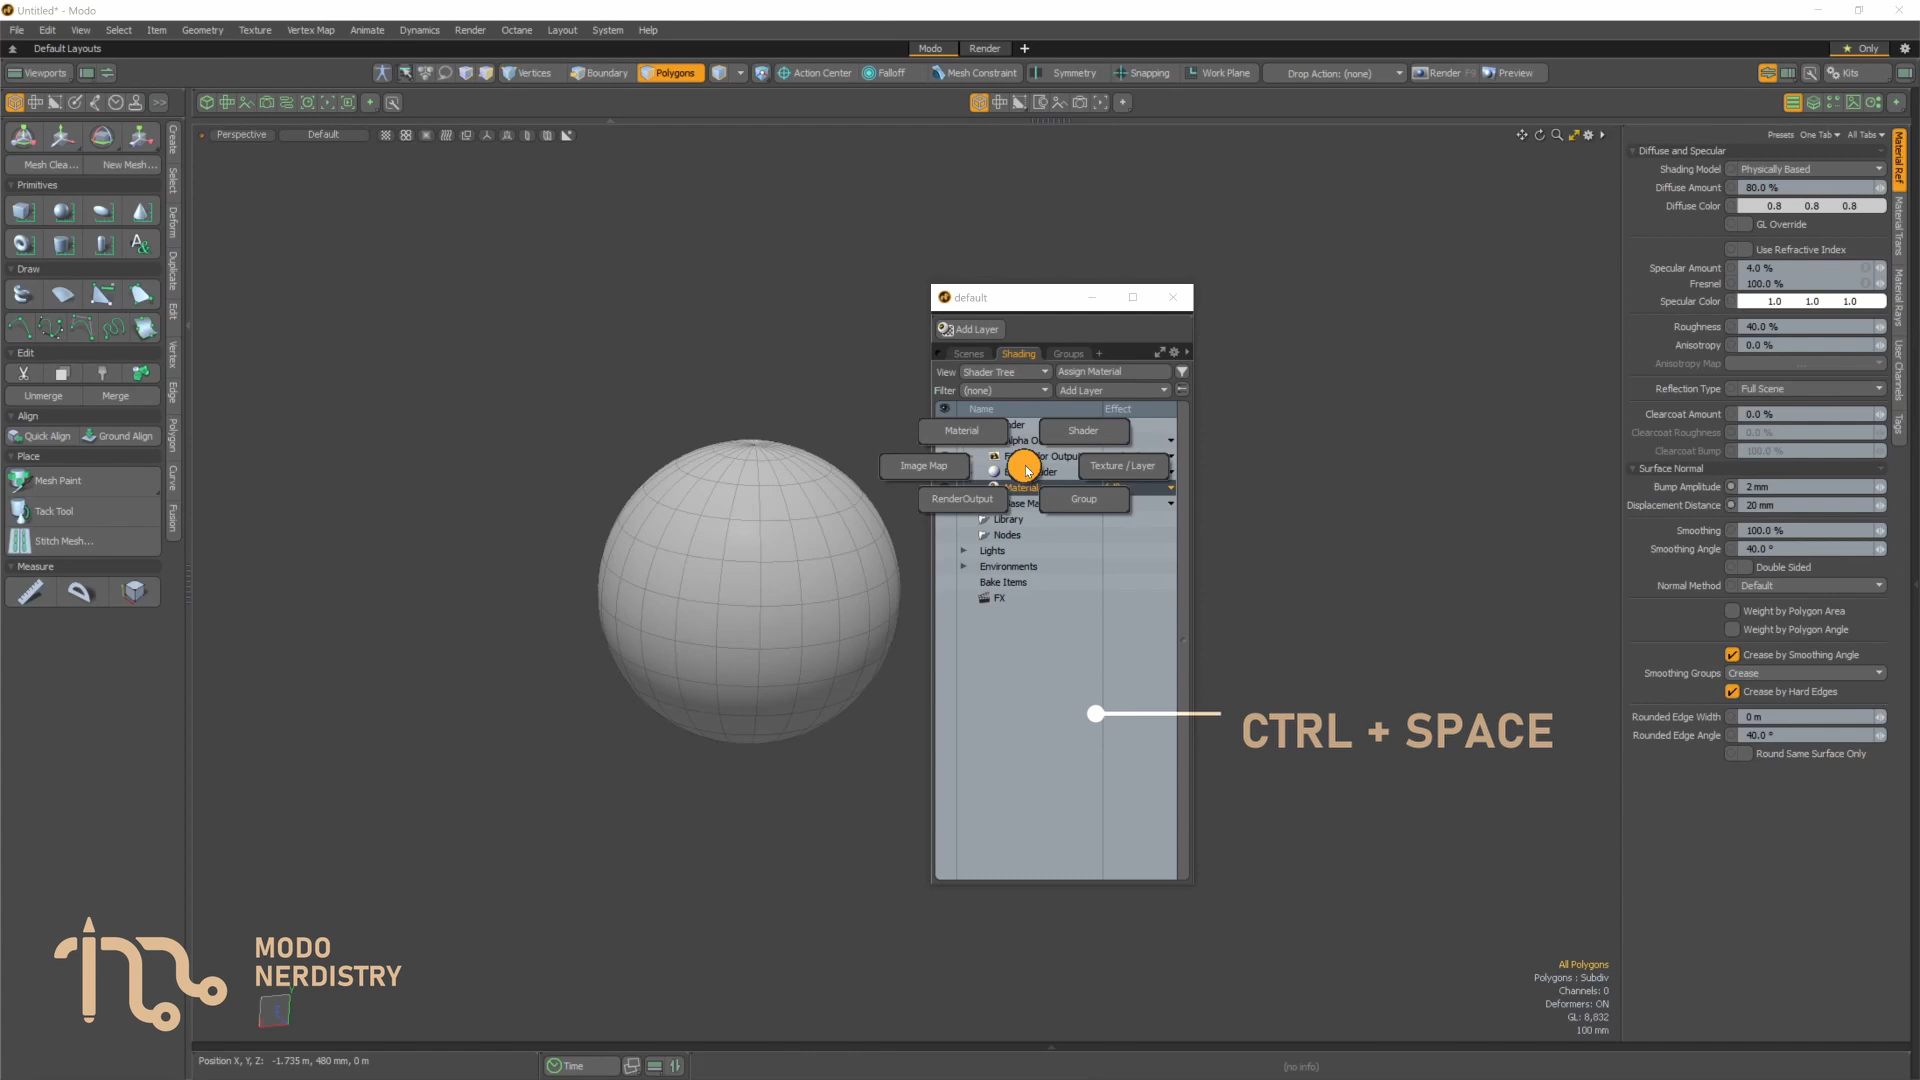 Untitled* - Modo
File Edit View Select Item Geometry Texture Vertex Map Animate Dynamics Render Octane Layout System Help
Default Layouts
Modo Render +
Only
Viewports
Vertices Boundary Polygons
Action Center Falloff Mesh Constraint Symmetry Snapping Work Plane
Drop Action: (none) Render Preview
Kits
Perspective Default
Mesh Clea... New Mesh...
Primitives
Draw
Edit
Unmerge Merge
Align
Quick Align Ground Align
Place
Mesh Paint
Tack Tool
Stitch Mesh...
Measure
Create
Select
Deform
Duplicate
Edit
Vertex
Edge
Polygon
Curve
Fusion
default
Add Layer
Scenes Shading Groups +
View Shader Tree Assign Material
Filter (none) Add Layer
Name Effect
Material Shader
Image Map Texture / Layer
Material
RenderOutput Group
Library
Nodes
Lights
Environments
Bake Items
FX
CTRL + SPACE
Presets One Tab All Tabs
Diffuse and Specular
Shading Model Physically Based
Diffuse Amount 80.0 %
Diffuse Color 0.8 0.8 0.8
GL Override
Use Refractive Index
Specular Amount 4.0 %
Fresnel 100.0 %
Specular Color 1.0 1.0 1.0
Roughness 40.0 %
Anisotropy 0.0 %
Anisotropy Map ...
Reflection Type Full Scene
Clearcoat Amount 0.0 %
Clearcoat Roughness 0.0 %
Clearcoat Bump 100.0 %
Surface Normal
Bump Amplitude 2 mm
Displacement Distance 20 mm
Smoothing 100.0 %
Smoothing Angle 40.0 °
Double Sided
Normal Method Default
Weight by Polygon Area
Weight by Polygon Angle
Crease by Smoothing Angle
Smoothing Groups Crease
Crease by Hard Edges
Rounded Edge Width 0 m
Rounded Edge Angle 40.0 °
Round Same Surface Only
Material Ref
Material Trans
Material Rays
User Channels
Tags
MODO
NERDISTRY
All Polygons
Polygons : Subdiv
Channels: 0
Deformers: ON
GL: 8,832
100 mm
Position X, Y, Z: -1.735 m, 480 mm, 0 m
Time
(no info)